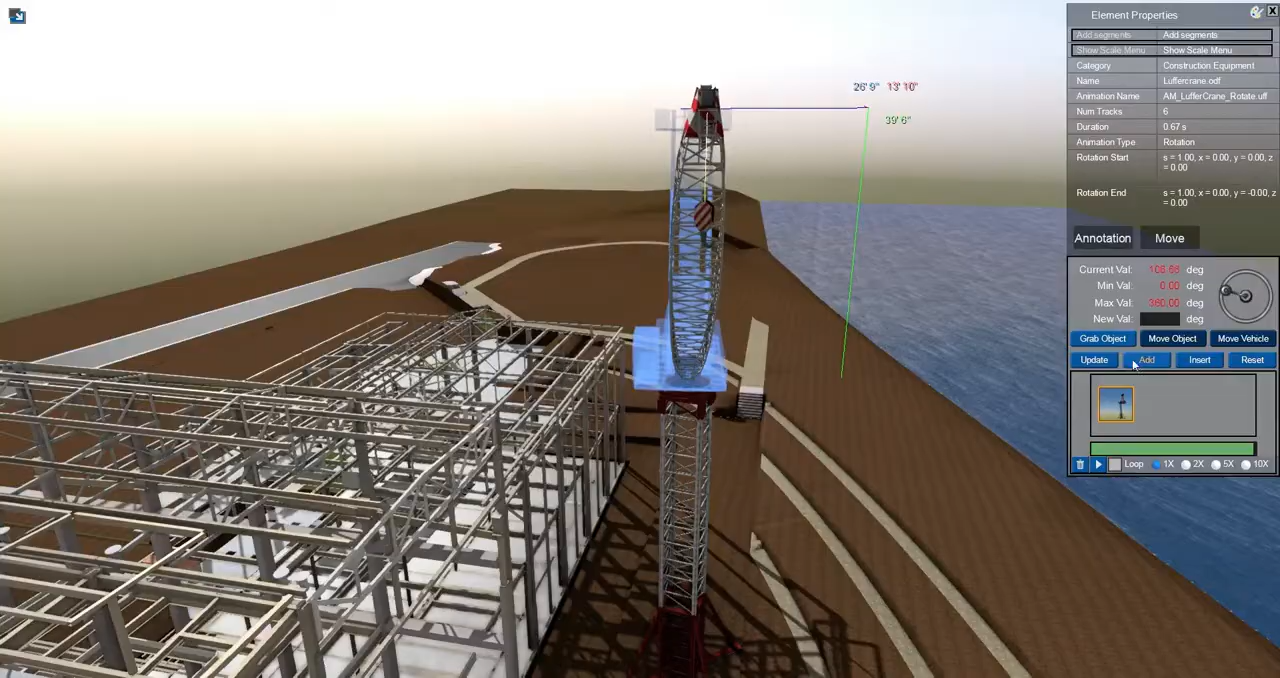 Element Properties X
Add segments Add segments
Show Scale Menu Show Scale Menu
Category Construction Equipment
Name Luffercrane.odf
Animation Name AM_LufferCrane_Rotate.uff
Num Tracks 6
Duration 0.67 s
Animation Type Rotation
Rotation Start s = 1.00, x = 0.00, y = 0.00, z
= 0.00
Rotation End s = 1.00, x = 0.00, y = -0.00, z
= 0.00
Annotation Move
Current Val: deg
Min Val: 0.00 deg
Max Val: 360.00 deg
New Val: deg
Grab Object Move Object Move Vehicle
Update Add Insert Reset
Loop 1X 2X 5X 10X
26' 9" 13' 10"
39' 6"